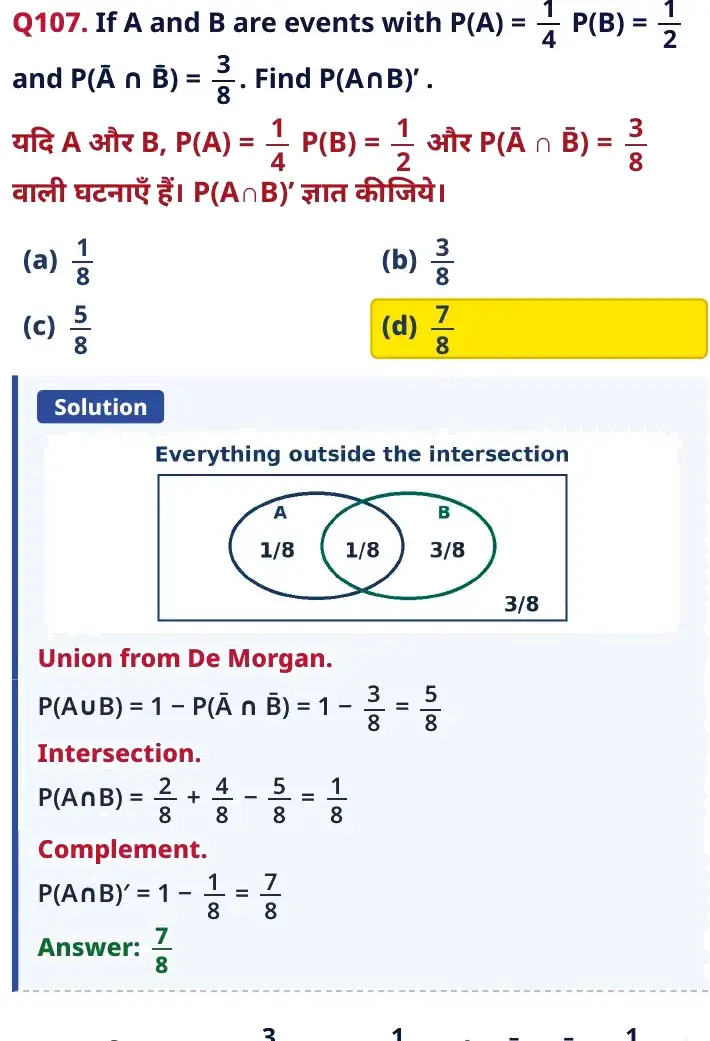 Q107. If A and B are events with P(A) = 1/4 P(B) = 1/2
and P(Ā ∩ B̄) = 3/8. Find P(A∩B)′ .
यदि A और B, P(A) = 1/4 P(B) = 1/2 और P(Ā ∩ B̄) = 3/8
वाली घटनाएँ हैं। P(A∩B)′ ज्ञात कीजिये।
(a) 1/8 (b) 3/8
(c) 5/8 (d) 7/8
Solution
Everything outside the intersection
A B
1/8 1/8 3/8
3/8
Union from De Morgan.
P(A∪B) = 1 − P(Ā ∩ B̄) = 1 − 3/8 = 5/8
Intersection.
P(A∩B) = 2/8 + 4/8 − 5/8 = 1/8
Complement.
P(A∩B)′ = 1 − 1/8 = 7/8
Answer: 7/8
3 1 1